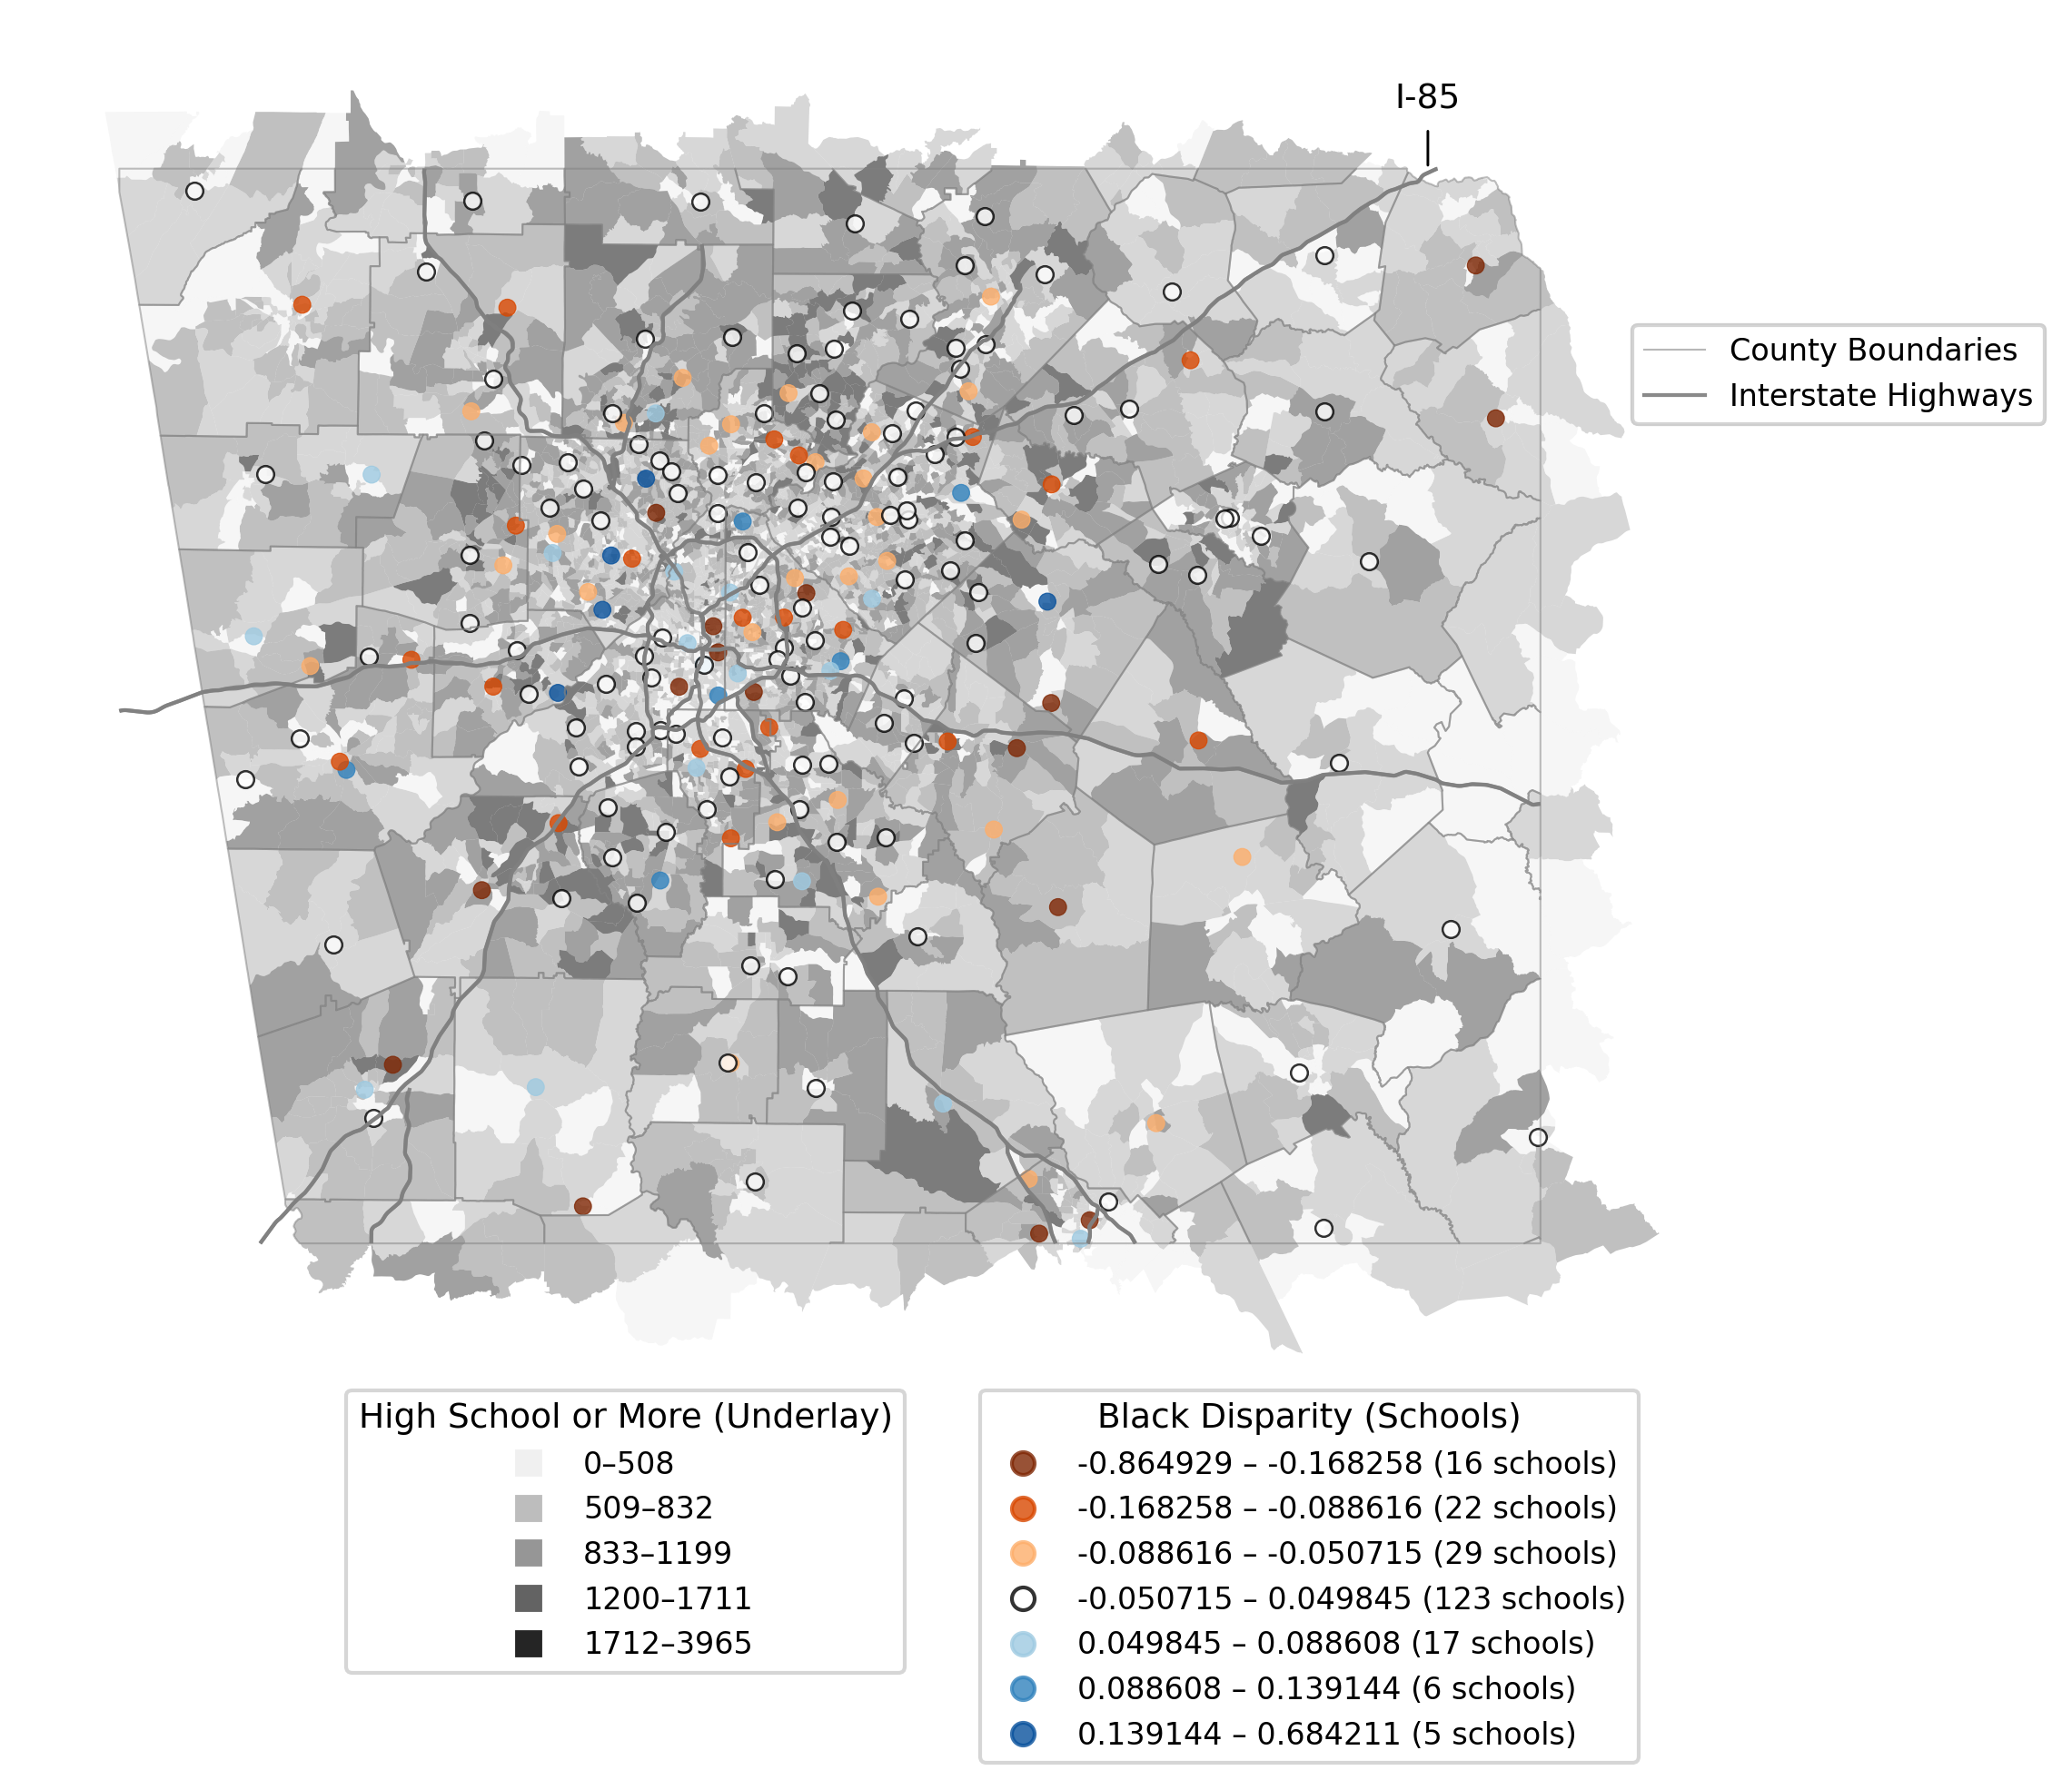 I-85
County Boundaries
Interstate Highways
High School or More (Underlay)
0–508
509–832
833–1199
1200–1711
1712–3965
Black Disparity (Schools)
-0.864929 – -0.168258 (16 schools)
-0.168258 – -0.088616 (22 schools)
-0.088616 – -0.050715 (29 schools)
-0.050715 – 0.049845 (123 schools)
0.049845 – 0.088608 (17 schools)
0.088608 – 0.139144 (6 schools)
0.139144 – 0.684211 (5 schools)